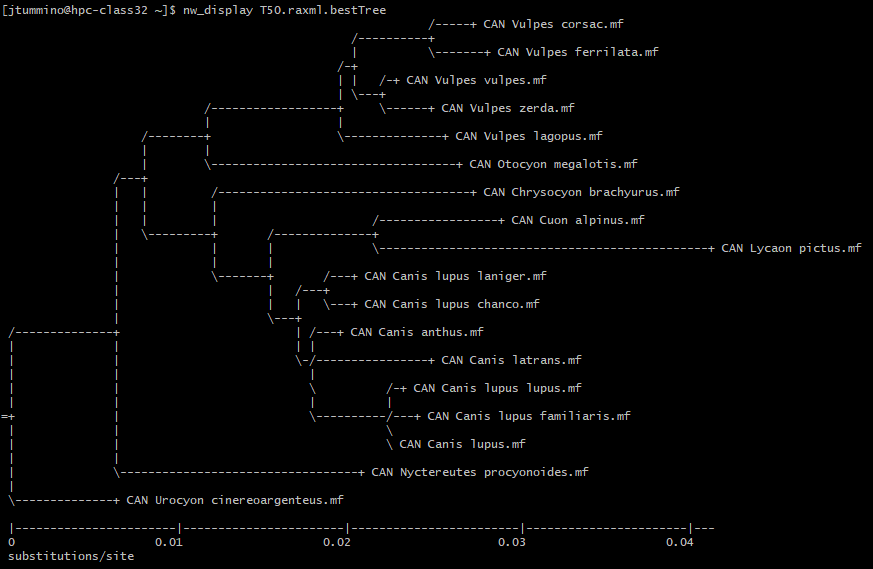 [jtummino@hpc-class32 ~]$ nw_display T50.raxml.bestTree
CAN Vulpes corsac.mf
CAN Vulpes ferrilata.mf
CAN Vulpes vulpes.mf
CAN Vulpes zerda.mf
CAN Vulpes lagopus.mf
CAN Otocyon megalotis.mf
CAN Chrysocyon brachyurus.mf
CAN Cuon alpinus.mf
CAN Lycaon pictus.mf
CAN Canis lupus laniger.mf
CAN Canis lupus chanco.mf
CAN Canis anthus.mf
CAN Canis latrans.mf
CAN Canis lupus lupus.mf
CAN Canis lupus familiaris.mf
CAN Canis lupus.mf
CAN Nyctereutes procyonoides.mf
CAN Urocyon cinereoargenteus.mf
0 0.01 0.02 0.03 0.04
substitutions/site